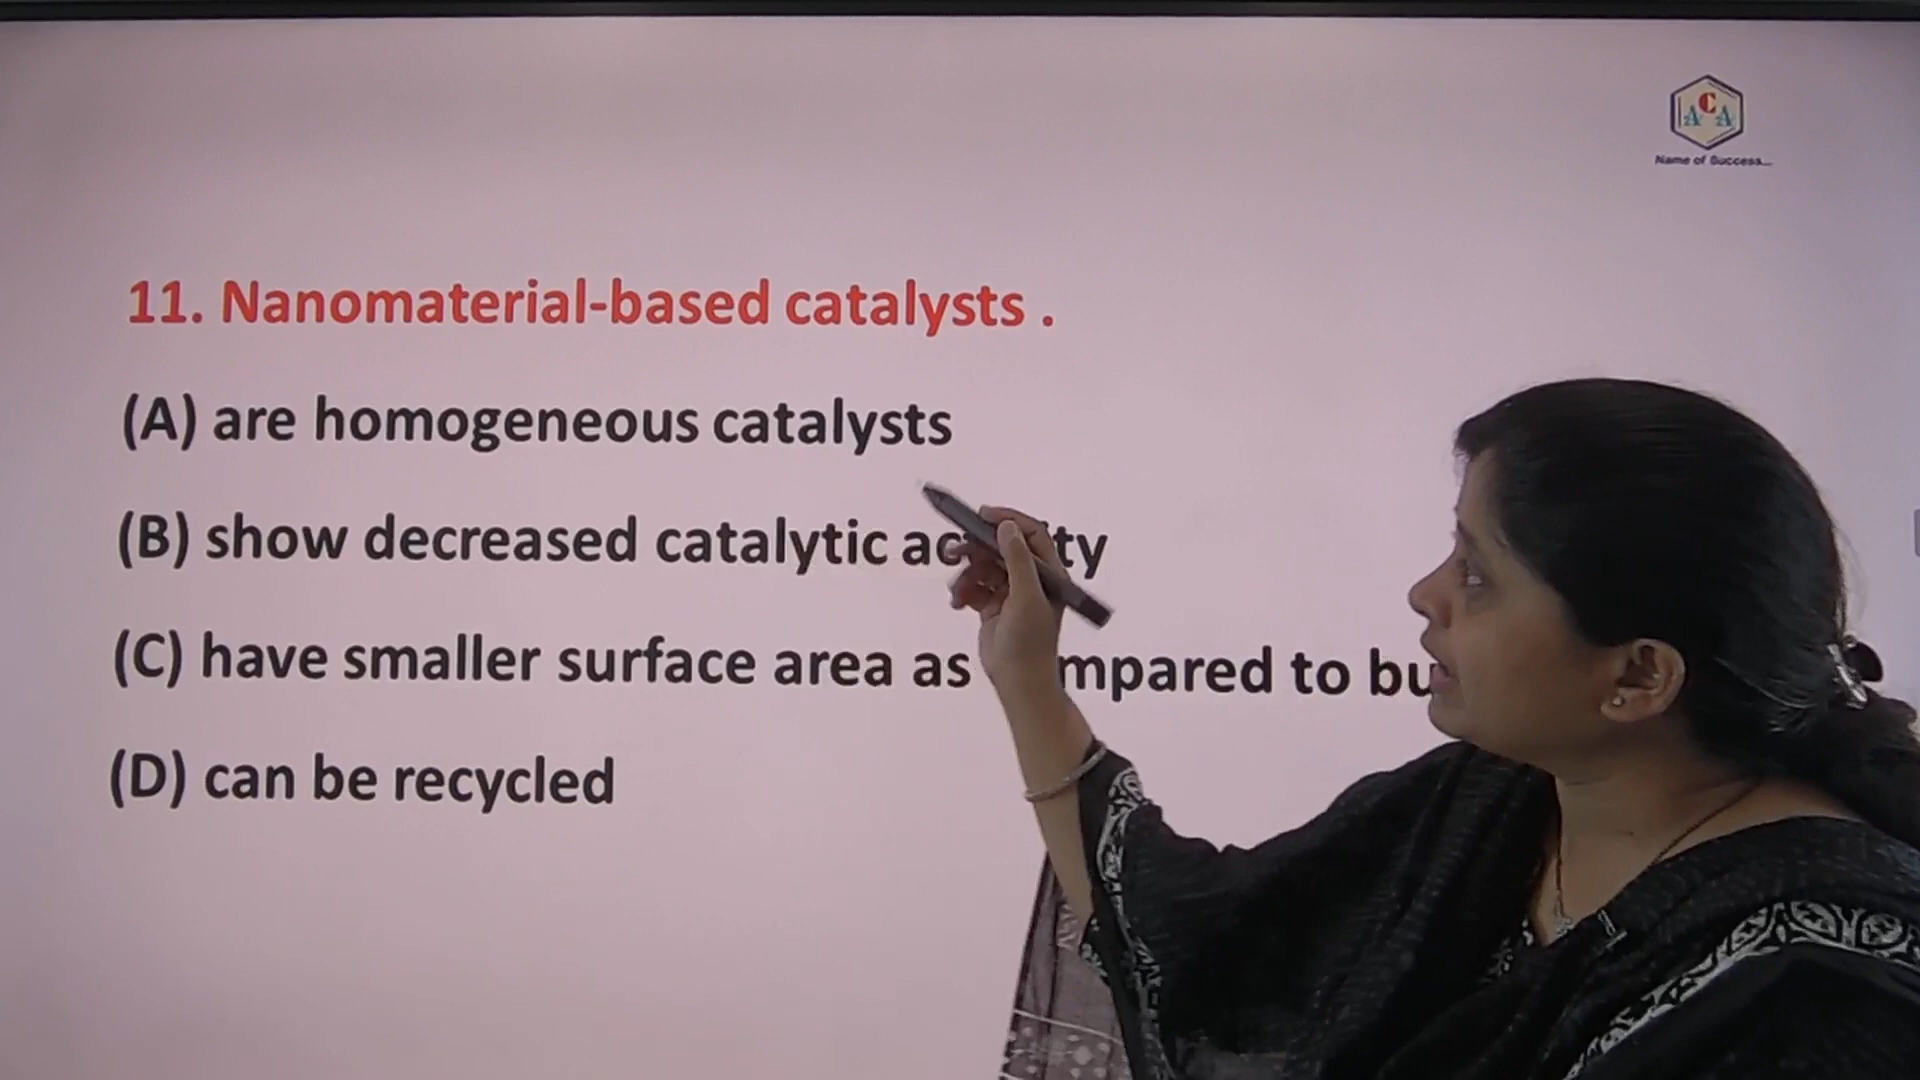 A C A
Name of Success...
11. Nanomaterial-based catalysts .
(A) are homogeneous catalysts
(B) show decreased catalytic
(C) have smaller surface area as to
(D) can be recycled